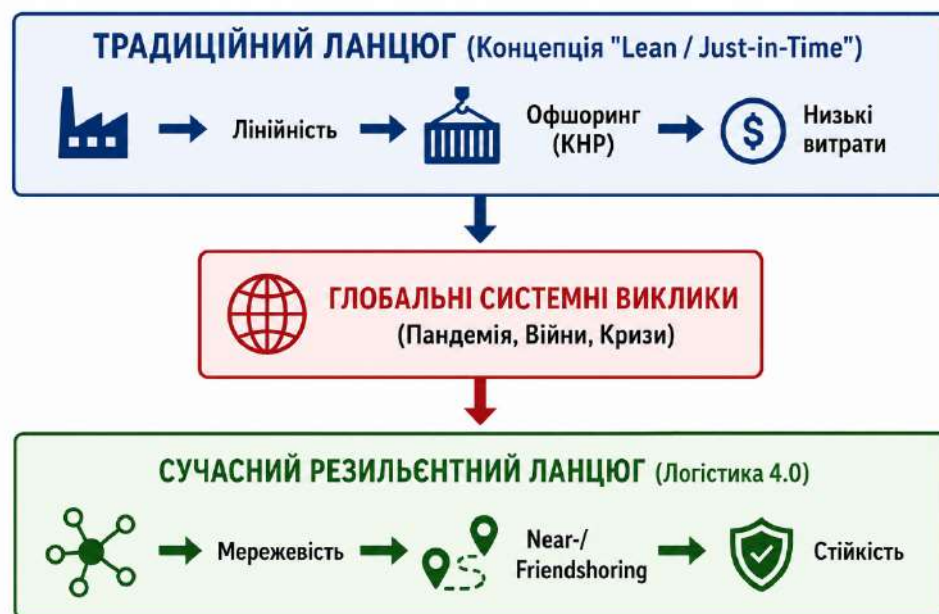 ТРАДИЦІЙНИЙ ЛАНЦЮГ (Концепція "Lean / Just-in-Time")
Лінійність
Офшоринг
(КНР)
$
Низькі
витрати
ГЛОБАЛЬНІ СИСТЕМНІ ВИКЛИКИ
(Пандемія, Війни, Кризи)
СУЧАСНИЙ РЕЗИЛЬЄНТНИЙ ЛАНЦЮГ (Логістика 4.0)
Мережевість
Near-/
Friendshoring
Стійкість